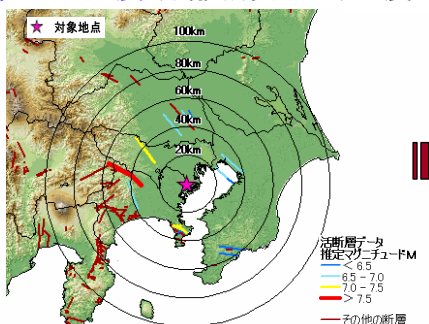 ★ 対象地点
100km
80km
60km
40km
20km
活断層データ
推定マグニチュードM
< 6.5
6.5 - 7.0
7.0 - 7.5
> 7.5
その他の断層